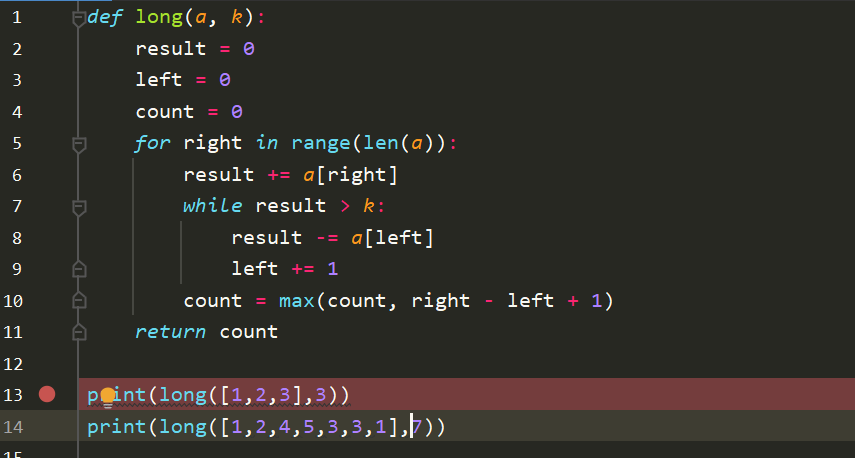 1 def long(a, k):
2 result = 0
3 left = 0
4 count = 0
5 for right in range(len(a)):
6 result += a[right]
7 while result > k:
8 result -= a[left]
9 left += 1
10 count = max(count, right - left + 1)
11 return count
12
13 print(long([1,2,3],3))
14 print(long([1,2,4,5,3,3,1],7))
15